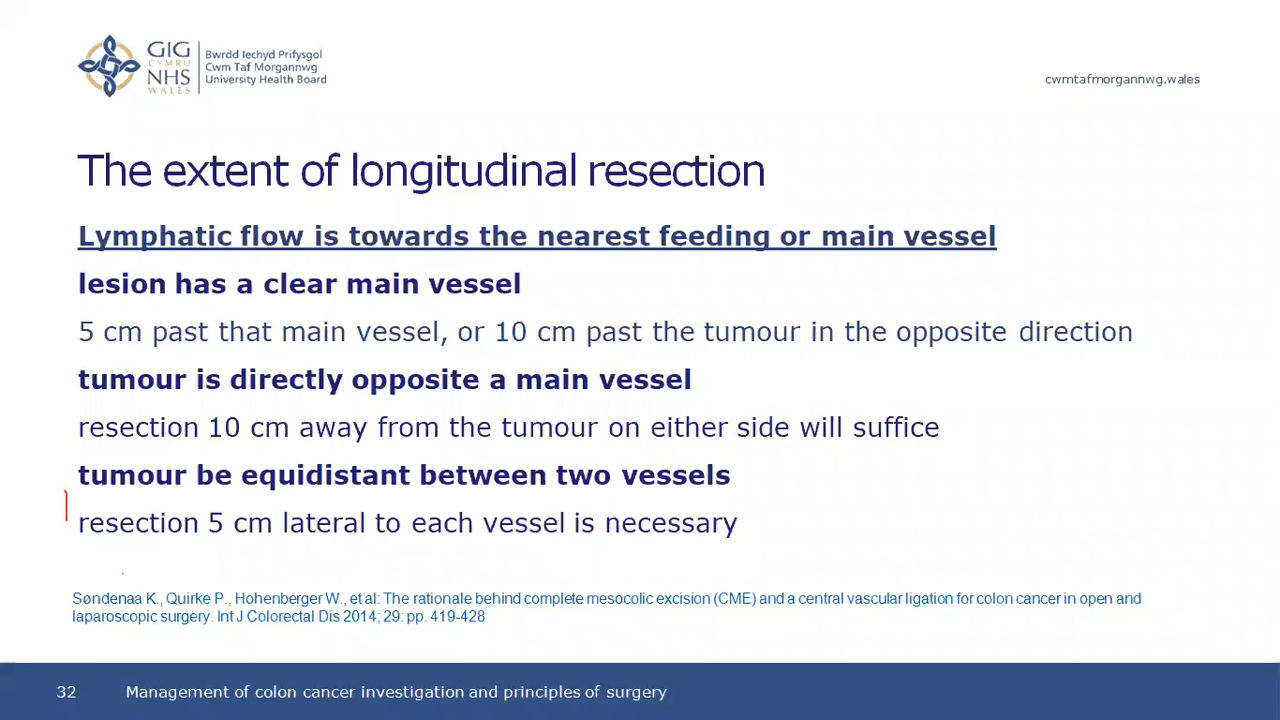 GIG
CYMRU
NHS
WALES
Bwrdd Iechyd Prifysgol
Cwm Taf Morgannwg
University Health Board
cwmtafmorgannwg.wales
The extent of longitudinal resection
Lymphatic flow is towards the nearest feeding or main vessel
lesion has a clear main vessel
5 cm past that main vessel, or 10 cm past the tumour in the opposite direction
tumour is directly opposite a main vessel
resection 10 cm away from the tumour on either side will suffice
tumour be equidistant between two vessels
resection 5 cm lateral to each vessel is necessary
Søndenaa K., Quirke P., Hohenberger W., et al: The rationale behind complete mesocolic excision (CME) and a central vascular ligation for colon cancer in open and
laparoscopic surgery. Int J Colorectal Dis 2014; 29: pp. 419-428
32 Management of colon cancer investigation and principles of surgery